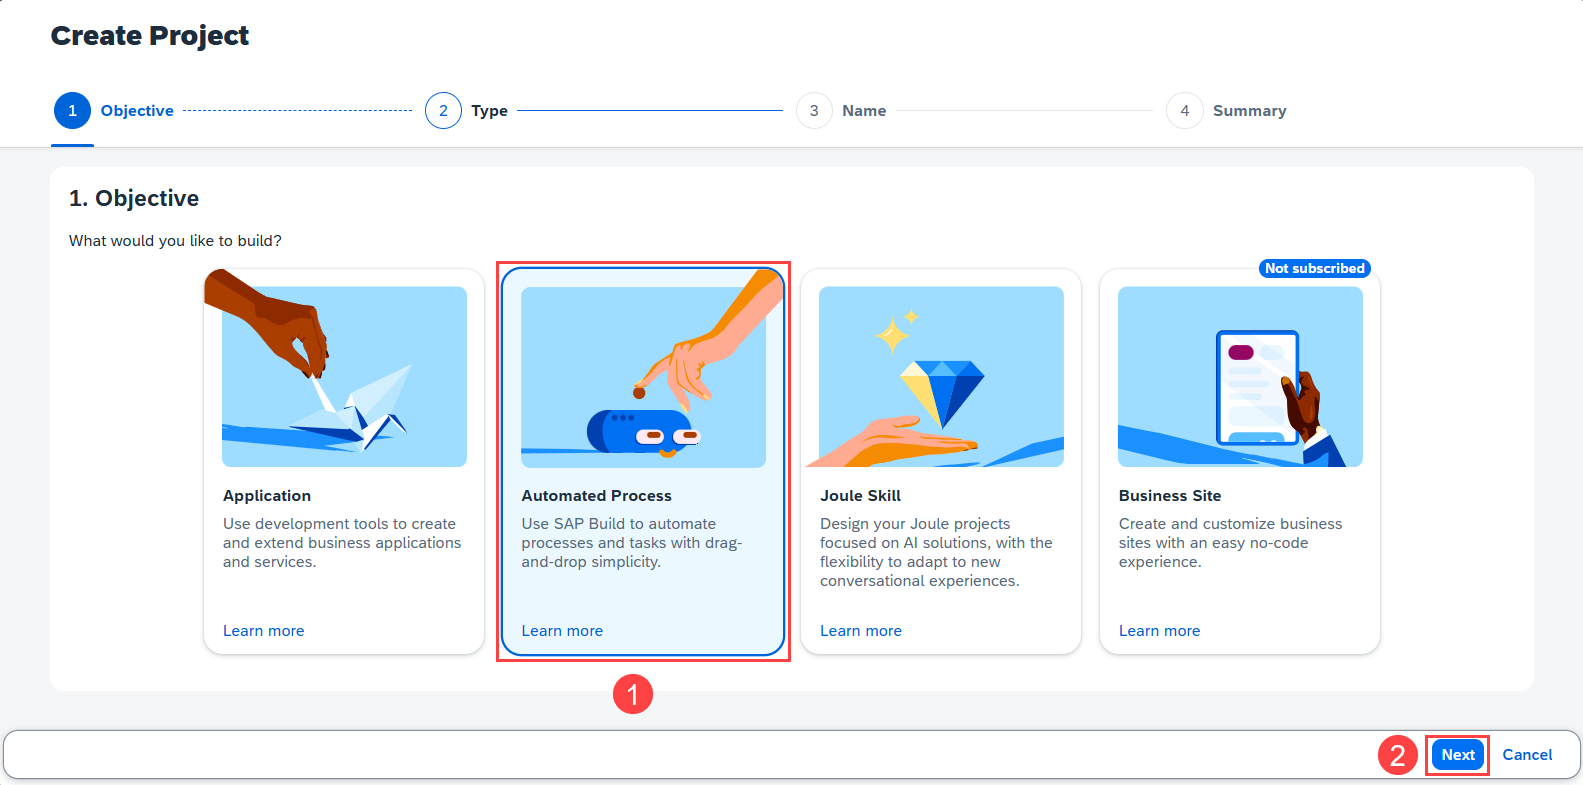 Create Project
1 Objective 2 Type 3 Name 4 Summary
1. Objective
What would you like to build?
Not subscribed
Application
Use development tools to create
and extend business applications
and services.
Learn more
Automated Process
Use SAP Build to automate
processes and tasks with drag-
and-drop simplicity.
Learn more
Joule Skill
Design your Joule projects
focused on AI solutions, with the
flexibility to adapt to new
conversational experiences.
Learn more
Business Site
Create and customize business
sites with an easy no-code
experience.
Learn more
1
2 Next Cancel